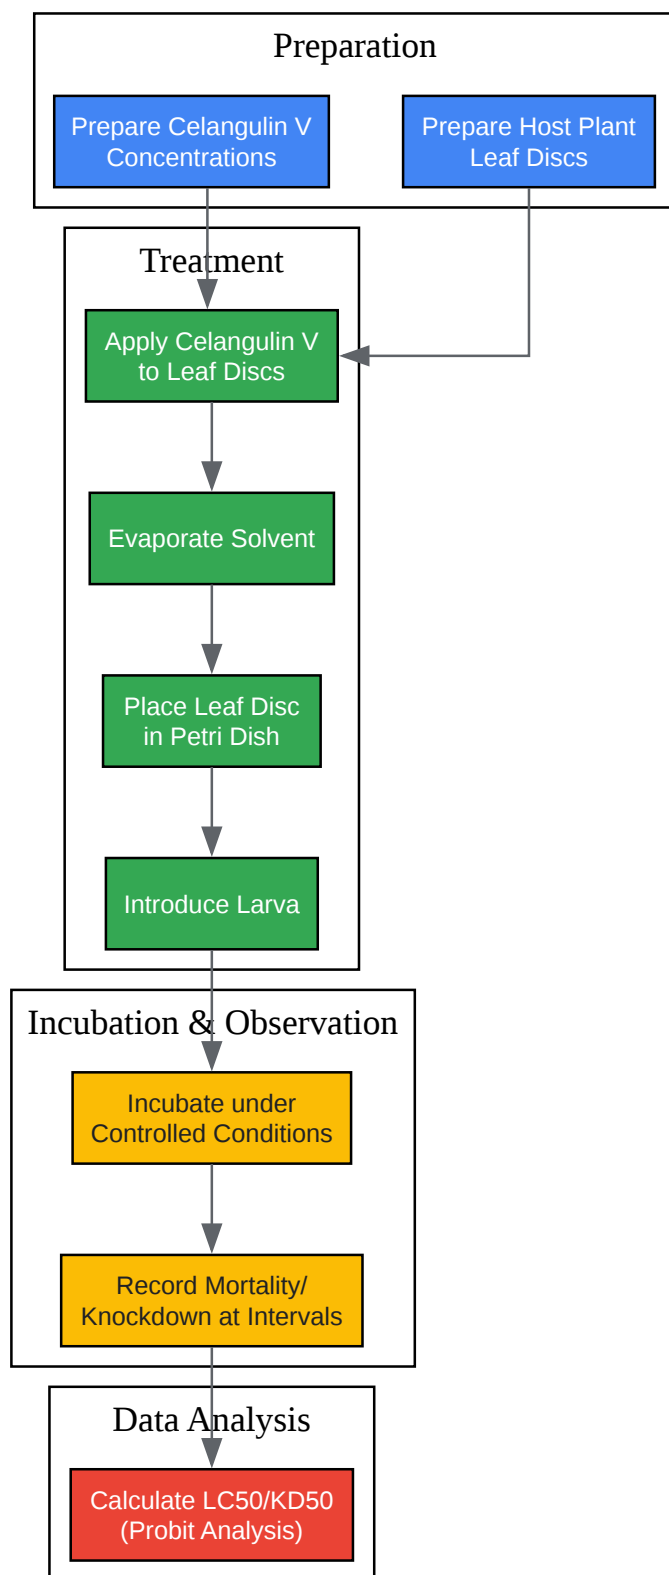 Preparation
Prepare Celangulin V
Concentrations
Prepare Host Plant
Leaf Discs
Treatment
Apply Celangulin V
to Leaf Discs
Evaporate Solvent
Place Leaf Disc
in Petri Dish
Introduce Larva
Incubation & Observation
Incubate under
Controlled Conditions
Record Mortality/
Knockdown at Intervals
Data Analysis
Calculate LC50/KD50
(Probit Analysis)